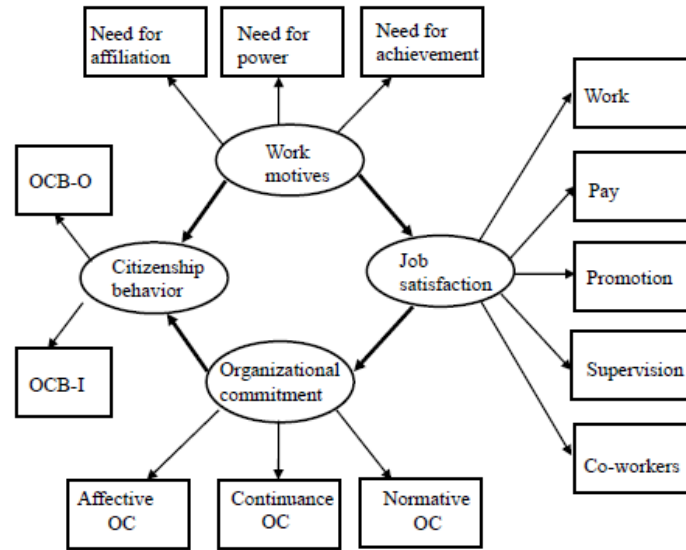 Need for
affiliation
Need for
power
Need for
achievement
Work
Work
motives
OCB-O
Pay
Citizenship
behavior
Job
satisfaction
Promotion
OCB-I
Organizational
commitment
Supervision
Co-workers
Affective
OC
Continuance
OC
Normative
OC